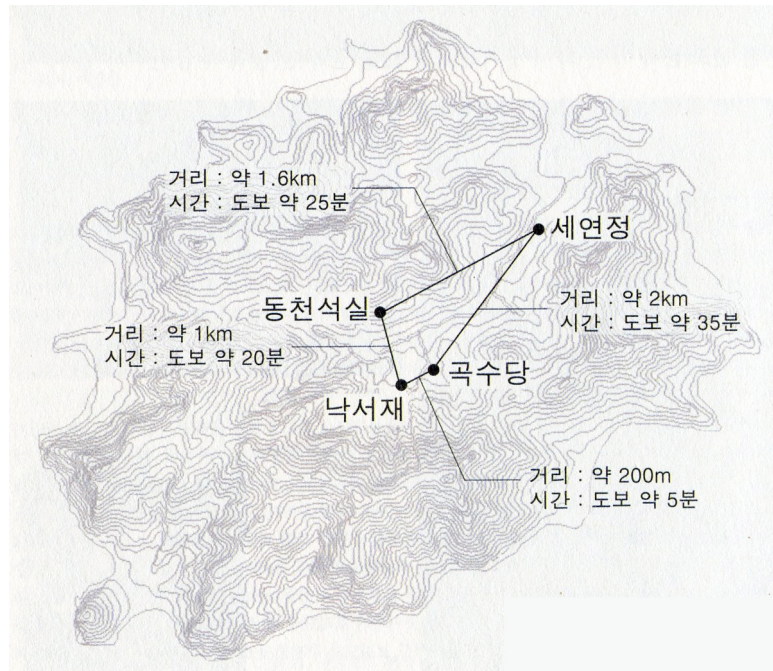 거리 : 약 1.6km
시간 : 도보 약 25분
세연정
동천석실
거리 : 약 2km
시간 : 도보 약 35분
거리 : 약 1km
시간 : 도보 약 20분
곡수당
낙서재
거리 : 약 200m
시간 : 도보 약 5분